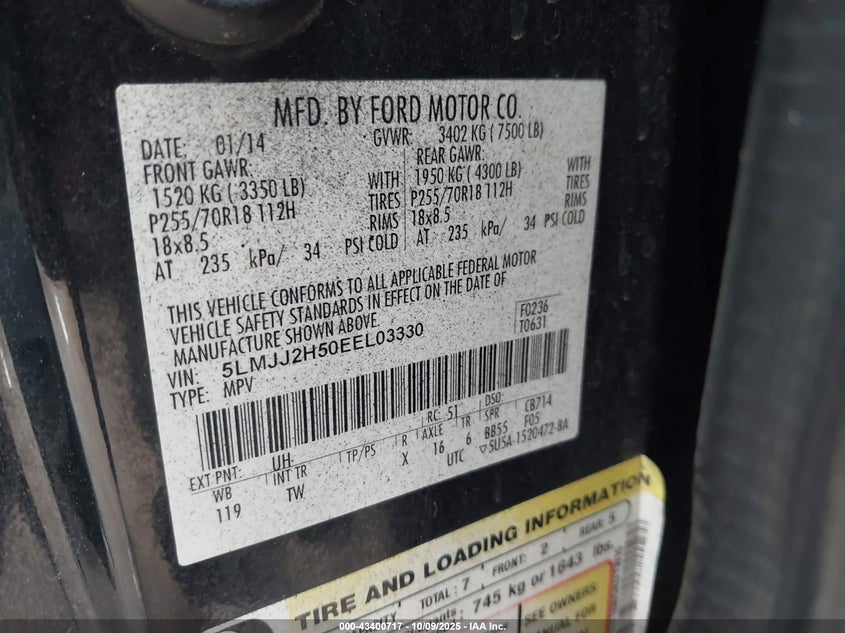 MFD. BY FORD MOTOR CO.
DATE: 01/14 GVWR: 3402 KG ( 7500 LB)
FRONT GAWR: REAR GAWR:
1520 KG ( 3350 LB) WITH 1950 KG ( 4300 LB) WITH
P255/70R18 112H TIRES P255/70R18 112H TIRES
18x8.5 RIMS 18x8.5 RIMS
AT 235 kPa/ 34 PSI COLD AT 235 kPa/ 34 PSI COLD
THIS VEHICLE CONFORMS TO ALL APPLICABLE FEDERAL MOTOR
VEHICLE SAFETY STANDARDS IN EFFECT ON THE DATE OF
MANUFACTURE SHOWN ABOVE. F0236
VIN: 5LMJJ2H50EEL03330 T0631
TYPE: MPV
EXT PNT: UH RC: 51 DSO:
WB INT TR TP/PS R AXLE TR SPR CB714
119 TW X 16 6 BB55 F05
UTC ▽5U5A-1520472-BA
TIRE AND LOADING INFORMATION
TOTAL: 7 FRONT: 2 REAR: 5
745 kg or 1643 lbs.
SEE OWNERS
MANUAL FOR
000-43400717 - 10/09/2025 - IAA Inc.